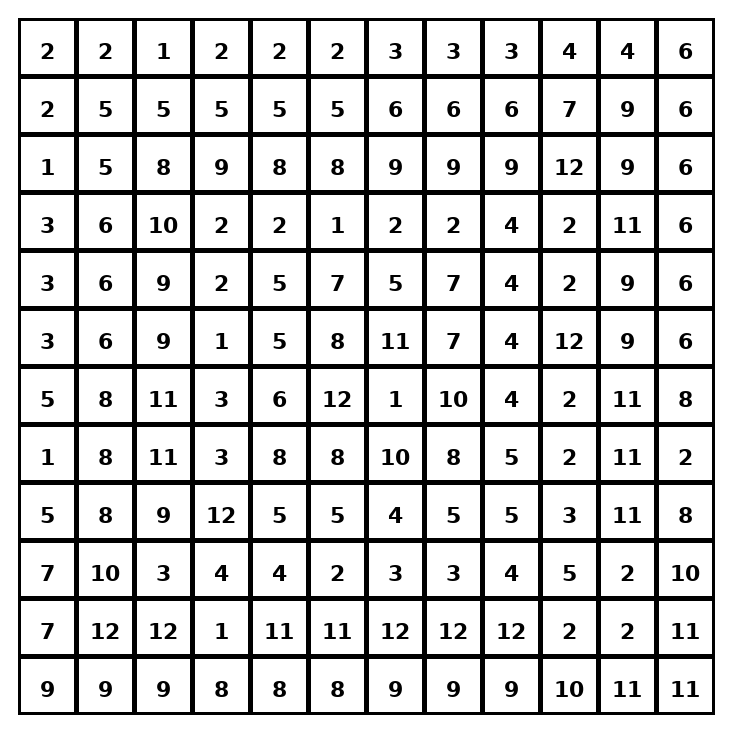 2 2 1 2 2 2 3 3 3 4 4 6
2 5 5 5 5 5 6 6 6 7 9 6
1 5 8 9 8 8 9 9 9 12 9 6
3 6 10 2 2 1 2 2 4 2 11 6
3 6 9 2 5 7 5 7 4 2 9 6
3 6 9 1 5 8 11 7 4 12 9 6
5 8 11 3 6 12 1 10 4 2 11 8
1 8 11 3 8 8 10 8 5 2 11 2
5 8 9 12 5 5 4 5 5 3 11 8
7 10 3 4 4 2 3 3 4 5 2 10
7 12 12 1 11 11 12 12 12 2 2 11
9 9 9 8 8 8 9 9 9 10 11 11